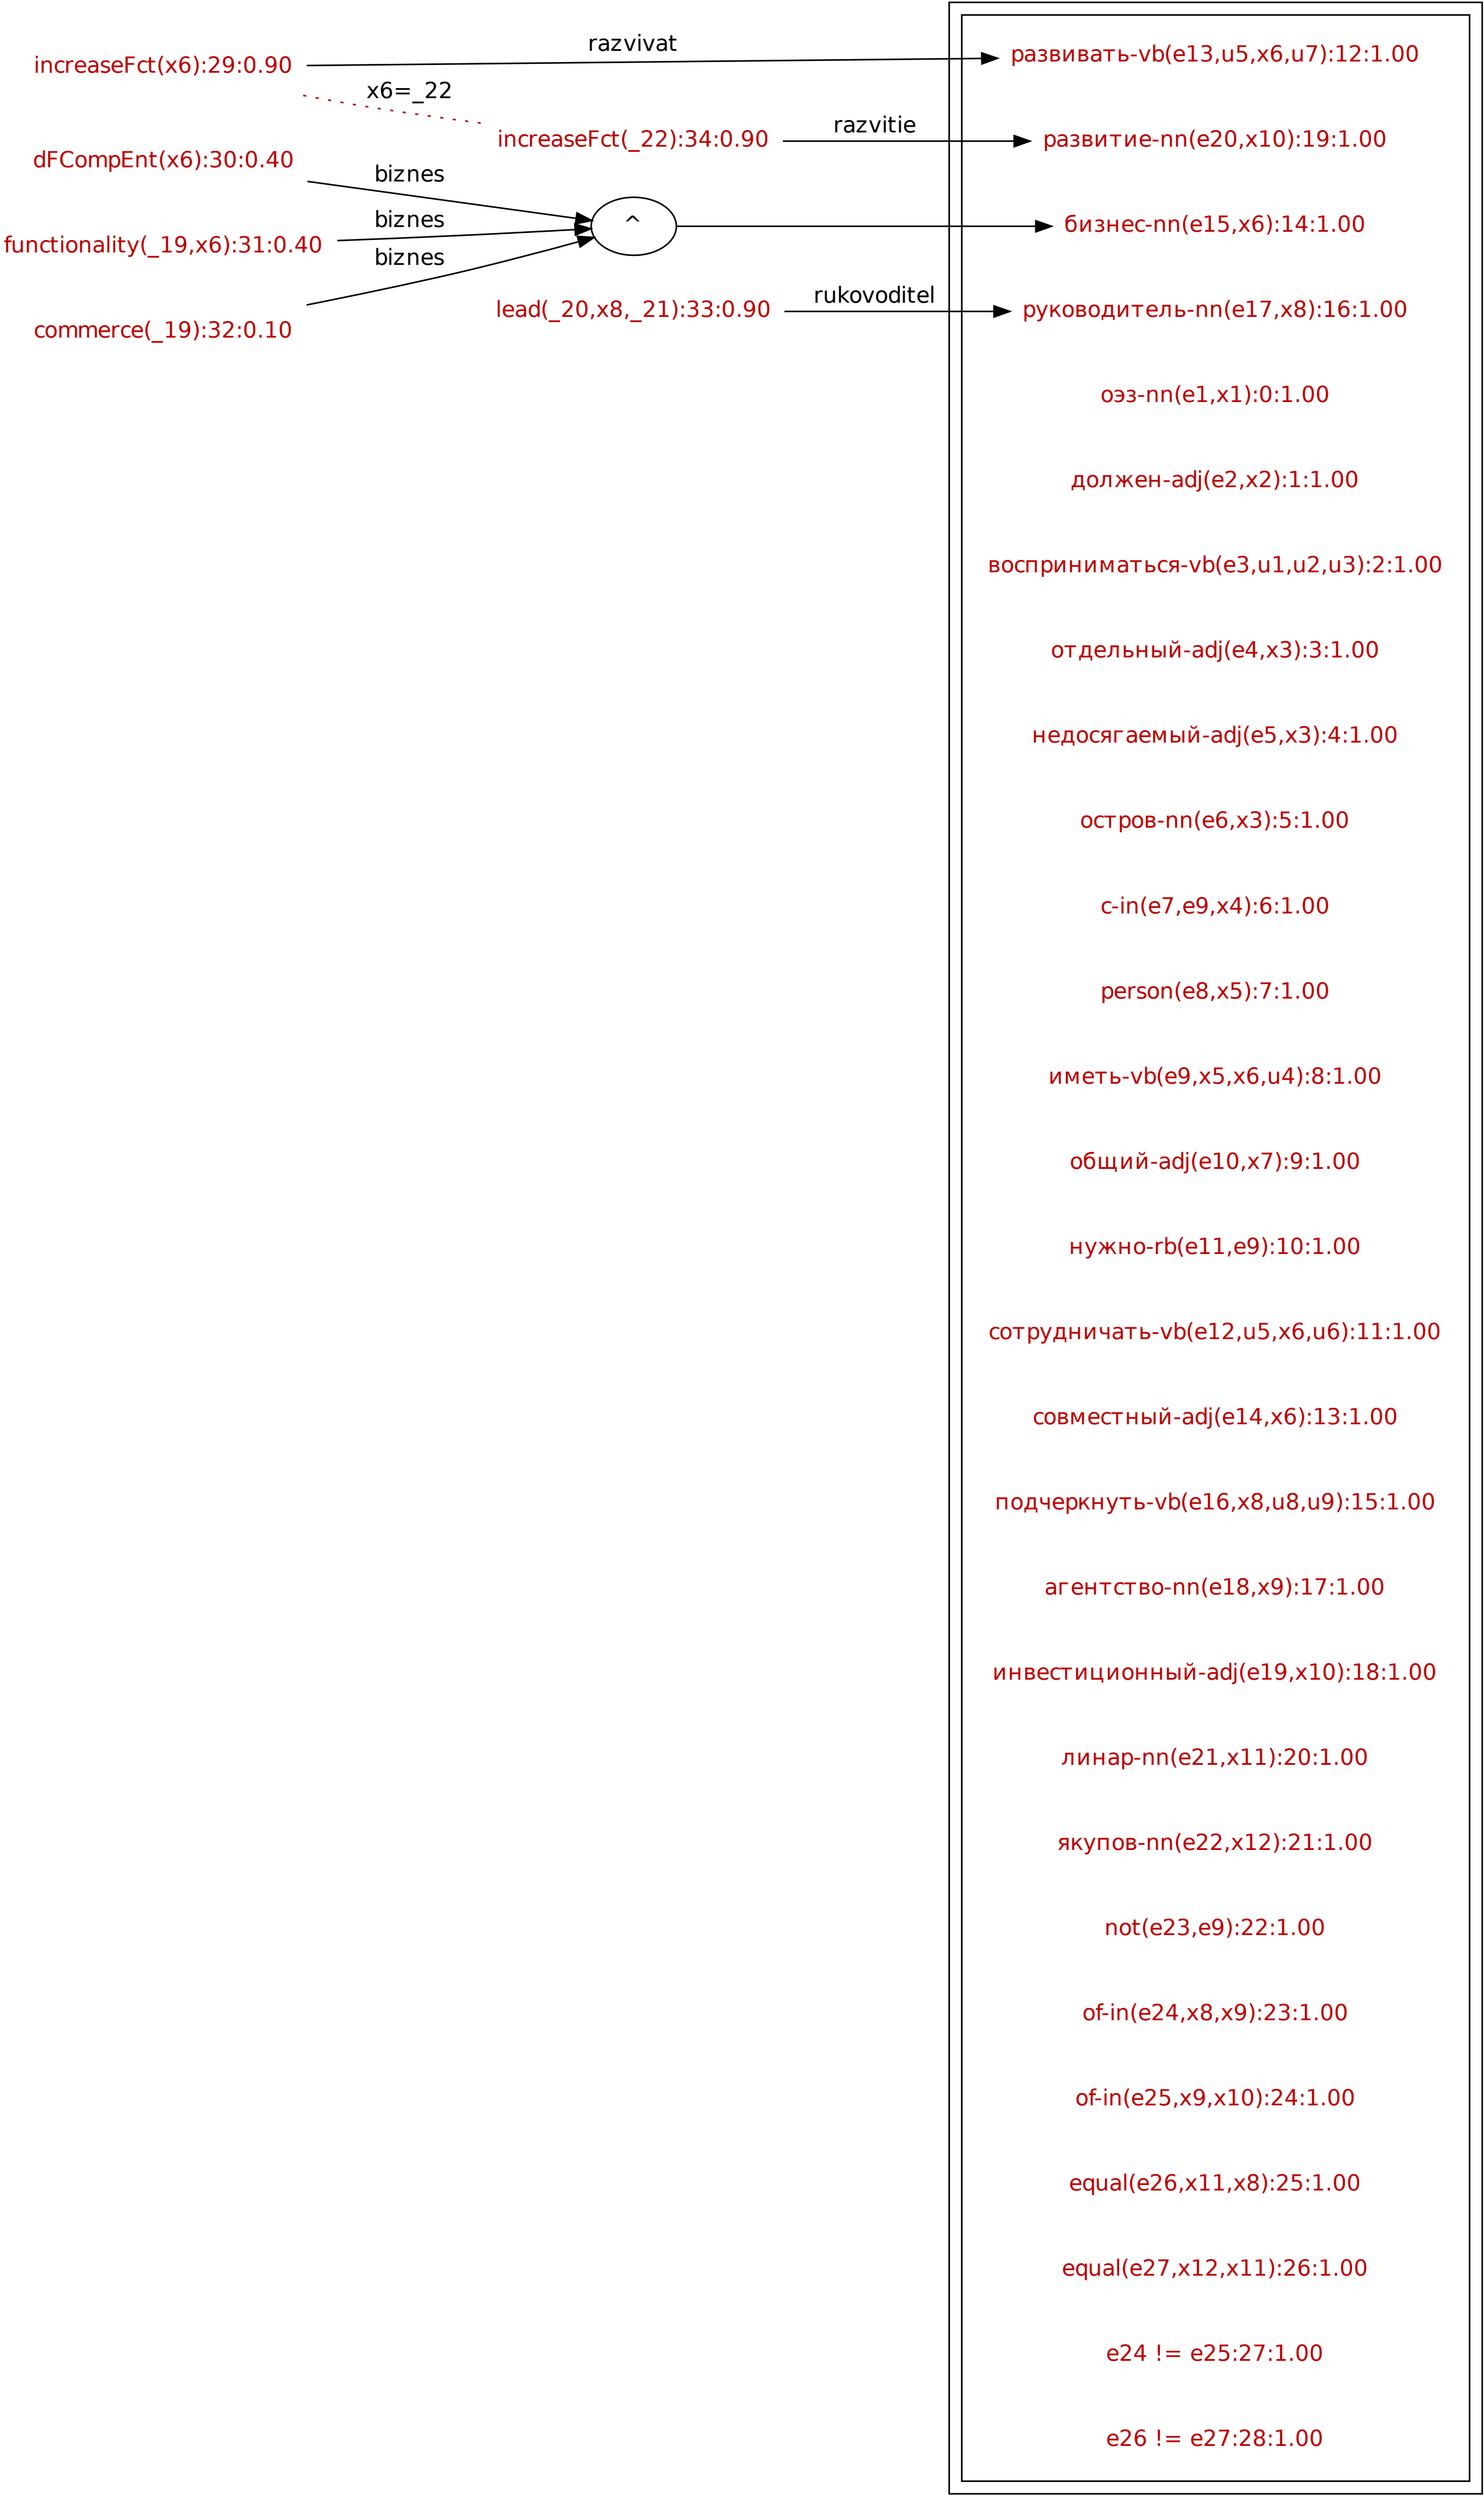 razvivat
развивать-vb(e13,u5,x6,u7):12:1.00
increaseFct(x6):29:0.90
x6=_22
razvitie
increaseFct(_22):34:0.90
развитие-nn(e20,x10):19:1.00
dFCompEnt(x6):30:0.40
biznes
functionality(_19,x6):31:0.40
biznes
^
бизнес-nn(e15,x6):14:1.00
biznes
commerce(_19):32:0.10
lead(_20,x8,_21):33:0.90
rukovoditel
руководитель-nn(e17,x8):16:1.00
оэз-nn(e1,x1):0:1.00
должен-adj(e2,x2):1:1.00
восприниматься-vb(e3,u1,u2,u3):2:1.00
отдельный-adj(e4,x3):3:1.00
недосягаемый-adj(e5,x3):4:1.00
остров-nn(e6,x3):5:1.00
с-in(e7,e9,x4):6:1.00
person(e8,x5):7:1.00
иметь-vb(e9,x5,x6,u4):8:1.00
общий-adj(e10,x7):9:1.00
нужно-rb(e11,e9):10:1.00
сотрудничать-vb(e12,u5,x6,u6):11:1.00
совместный-adj(e14,x6):13:1.00
подчеркнуть-vb(e16,x8,u8,u9):15:1.00
агентство-nn(e18,x9):17:1.00
инвестиционный-adj(e19,x10):18:1.00
линар-nn(e21,x11):20:1.00
якупов-nn(e22,x12):21:1.00
not(e23,e9):22:1.00
of-in(e24,x8,x9):23:1.00
of-in(e25,x9,x10):24:1.00
equal(e26,x11,x8):25:1.00
equal(e27,x12,x11):26:1.00
e24 != e25:27:1.00
e26 != e27:28:1.00